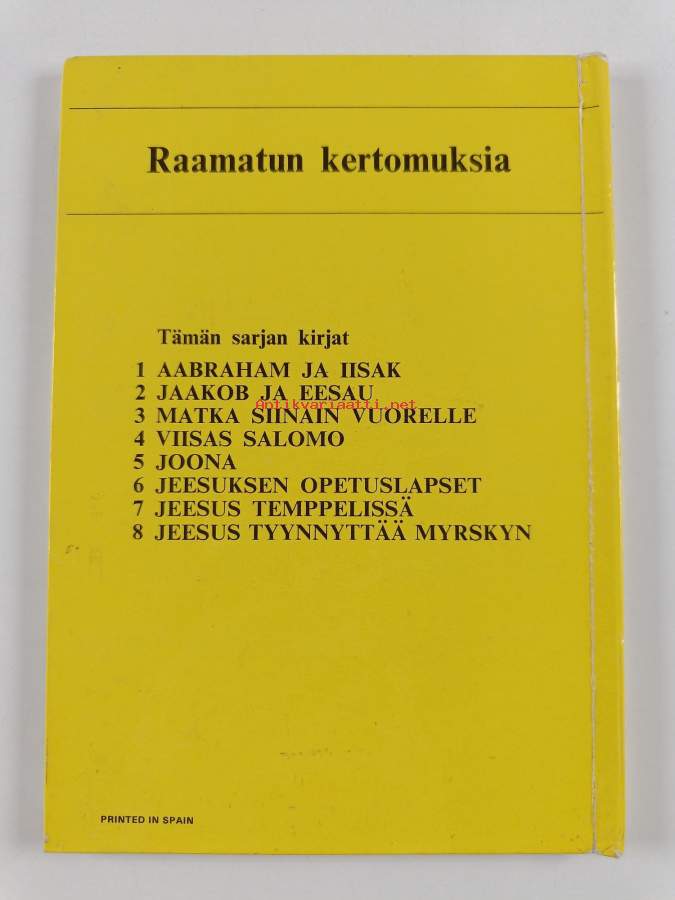 Raamatun kertomuksia
Tämän sarjan kirjat
1 AABRAHAM JA IISAK
2 JAAKOB JA EESAU
Antikvariaatti.net
3 MATKA SIINAIN VUORELLE
4 VIISAS SALOMO
5 JOONA
6 JEESUKSEN OPETUSLAPSET
7 JEESUS TEMPPELISSÄ
8 JEESUS TYYNNYTTÄÄ MYRSKYN
PRINTED IN SPAIN